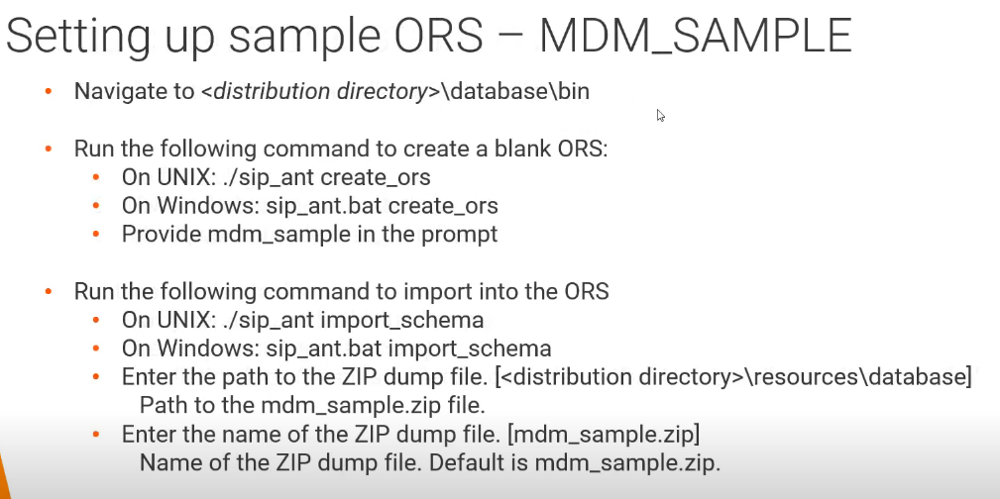 Setting up sample ORS – MDM_SAMPLE
• Navigate to <distribution directory>\database\bin
• Run the following command to create a blank ORS:
• On UNIX: ./sip_ant create_ors
• On Windows: sip_ant.bat create_ors
• Provide mdm_sample in the prompt
• Run the following command to import into the ORS
• On UNIX: ./sip_ant import_schema
• On Windows: sip_ant.bat import_schema
• Enter the path to the ZIP dump file. [<distribution directory>\resources\database]
Path to the mdm_sample.zip file.
• Enter the name of the ZIP dump file. [mdm_sample.zip]
Name of the ZIP dump file. Default is mdm_sample.zip.